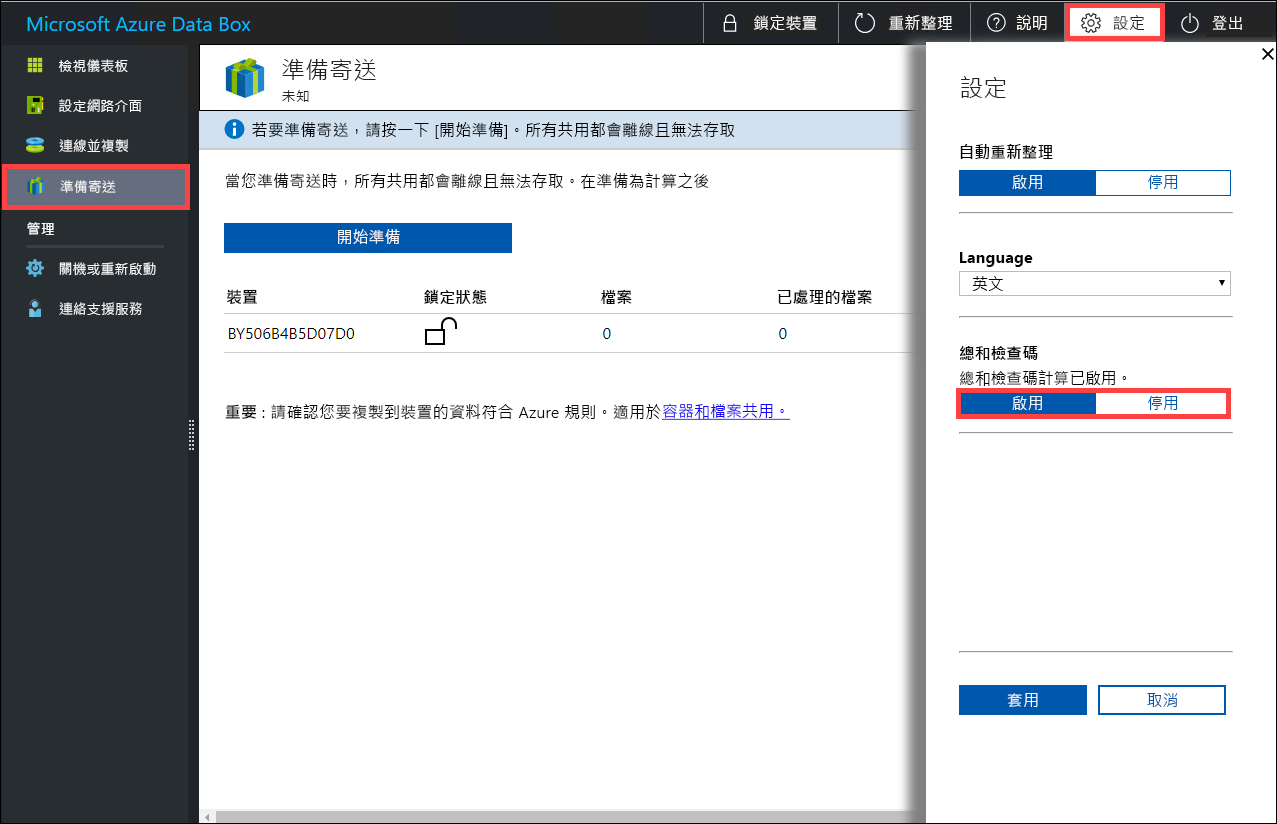 Microsoft Azure Data Box
鎖定裝置
重新整理
說明
設定
登出
檢視儀表板
設定網路介面
連線並複製
準備寄送
管理
關機或重新啟動
連絡支援服務
準備寄送
未知
若要準備寄送，請按一下 [開始準備]。所有共用都會離線且無法存取
當您準備寄送時，所有共用都會離線且無法存取。在準備為計算之後
開始準備
裝置 鎖定狀態 檔案 已處理的檔案
BY506B4B5D07D0 0 0
重要 : 請確認您要複製到裝置的資料符合 Azure 規則。適用於容器和檔案共用。
設定
自動重新整理
啟用 停用
Language
英文
總和檢查碼
總和檢查碼計算已啟用。
啟用 停用
套用 取消